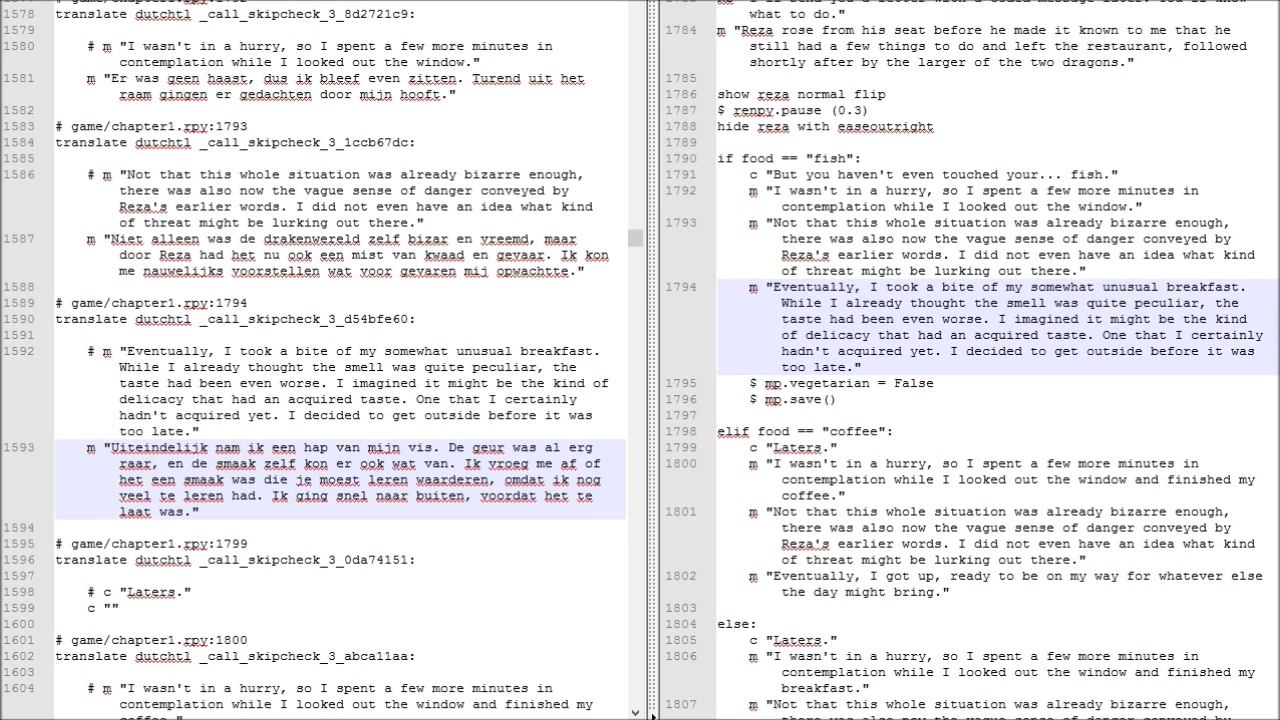 1578 translate dutchtl _call_skipcheck_3_8d2721c9:
1579
1580 # m "I wasn't in a hurry, so I spent a few more minutes in
contemplation while I looked out the window."
1581 m "Er was geen haast, dus ik bleef even zitten. Turend uit het
raam gingen er gedachten door mijn hooft."
1582
1583 # game/chapter1.rpy:1793
1584 translate dutchtl _call_skipcheck_3_1ccb67dc:
1585
1586 # m "Not that this whole situation was already bizarre enough,
there was also now the vague sense of danger conveyed by
Reza's earlier words. I did not even have an idea what kind
of threat might be lurking out there."
1587 m "Niet alleen was de drakenwereld zelf bizar en vreemd, maar
door Reza had het nu ook een mist van kwaad en gevaar. Ik kon
me nauwelijks voorstellen wat voor gevaren mij opwachtte."
1588
1589 # game/chapter1.rpy:1794
1590 translate dutchtl _call_skipcheck_3_d54bfe60:
1591
1592 # m "Eventually, I took a bite of my somewhat unusual breakfast.
While I already thought the smell was quite peculiar, the
taste had been even worse. I imagined it might be the kind of
delicacy that had an acquired taste. One that I certainly
hadn't acquired yet. I decided to get outside before it was
too late."
1593 m "Uiteindelijk nam ik een hap van mijn vis. De geur was al erg
raar, en de smaak zelf kon er ook wat van. Ik vroeg me af of
het een smaak was die je moest leren waarderen, omdat ik nog
veel te leren had. Ik ging snel naar buiten, voordat het te
laat was."
1594
1595 # game/chapter1.rpy:1799
1596 translate dutchtl _call_skipcheck_3_0da74151:
1597
1598 # c "Laters."
1599 c ""
1600
1601 # game/chapter1.rpy:1800
1602 translate dutchtl _call_skipcheck_3_abca11aa:
1603
1604 # m "I wasn't in a hurry, so I spent a few more minutes in
contemplation while I looked out the window and finished my
coffee."
what to do."
1784 m "Reza rose from his seat before he made it known to me that he
still had a few things to do and left the restaurant, followed
shortly after by the larger of the two dragons."
1785
1786 show reza normal flip
1787 $ renpy.pause (0.3)
1788 hide reza with easeoutright
1789
1790 if food == "fish":
1791 c "But you haven't even touched your... fish."
1792 m "I wasn't in a hurry, so I spent a few more minutes in
contemplation while I looked out the window."
1793 m "Not that this whole situation was already bizarre enough,
there was also now the vague sense of danger conveyed by
Reza's earlier words. I did not even have an idea what kind
of threat might be lurking out there."
1794 m "Eventually, I took a bite of my somewhat unusual breakfast.
While I already thought the smell was quite peculiar, the
taste had been even worse. I imagined it might be the kind
of delicacy that had an acquired taste. One that I certainly
hadn't acquired yet. I decided to get outside before it was
too late."
1795 $ mp.vegetarian = False
1796 $ mp.save()
1797
1798 elif food == "coffee":
1799 c "Laters."
1800 m "I wasn't in a hurry, so I spent a few more minutes in
contemplation while I looked out the window and finished my
coffee."
1801 m "Not that this whole situation was already bizarre enough,
there was also now the vague sense of danger conveyed by
Reza's earlier words. I did not even have an idea what kind
of threat might be lurking out there."
1802 m "Eventually, I got up, ready to be on my way for whatever else
the day might bring."
1803
1804 else:
1805 c "Laters."
1806 m "I wasn't in a hurry, so I spent a few more minutes in
contemplation while I looked out the window and finished my
breakfast."
1807 m "Not that this whole situation was already bizarre enough,